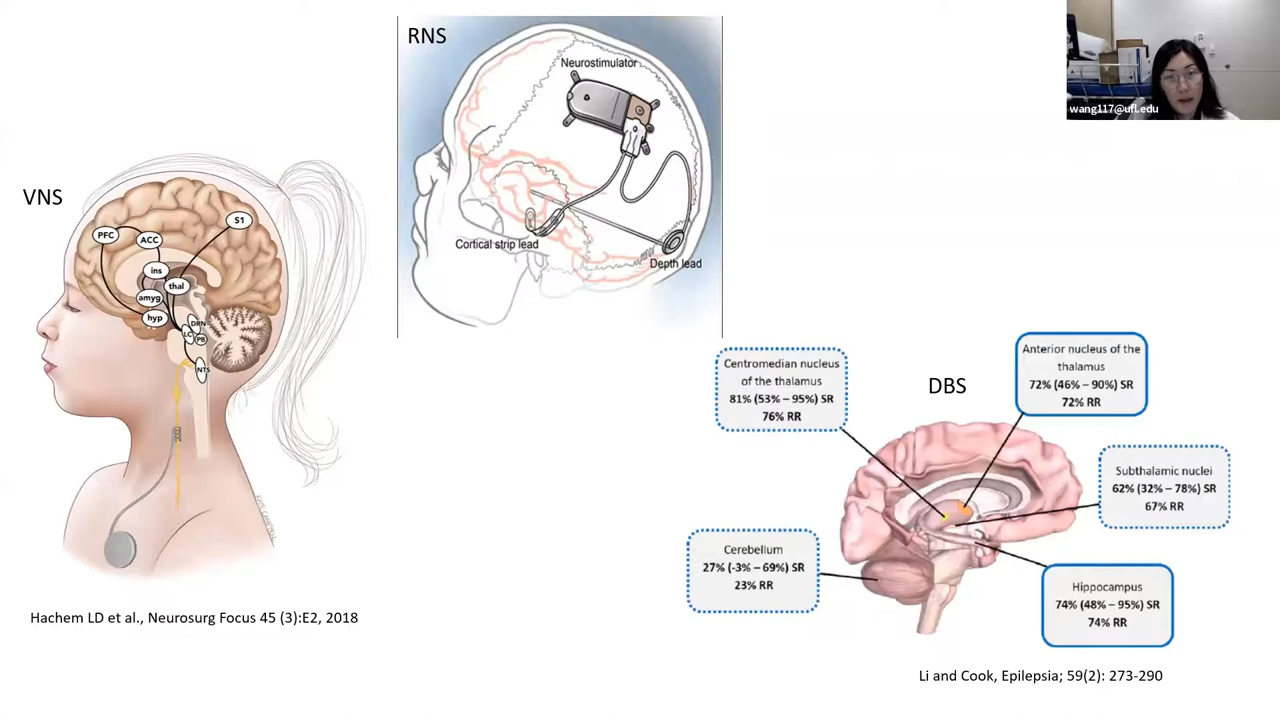 VNS
PFC
ACC
S1
ins
thal
amyg
hyp
DRN
LC
PB
NTS
Hachem LD et al., Neurosurg Focus 45 (3):E2, 2018
RNS
Neurostimulator
Cortical strip lead
Depth lead
wang117@ufl.edu
DBS
Centromedian nucleus
of the thalamus
81% (53% – 95%) SR
76% RR
Anterior nucleus of the
thalamus
72% (46% – 90%) SR
72% RR
Subthalamic nuclei
62% (32% – 78%) SR
67% RR
Cerebellum
27% (-3% – 69%) SR
23% RR
Hippocampus
74% (48% – 95%) SR
74% RR
Li and Cook, Epilepsia; 59(2): 273-290